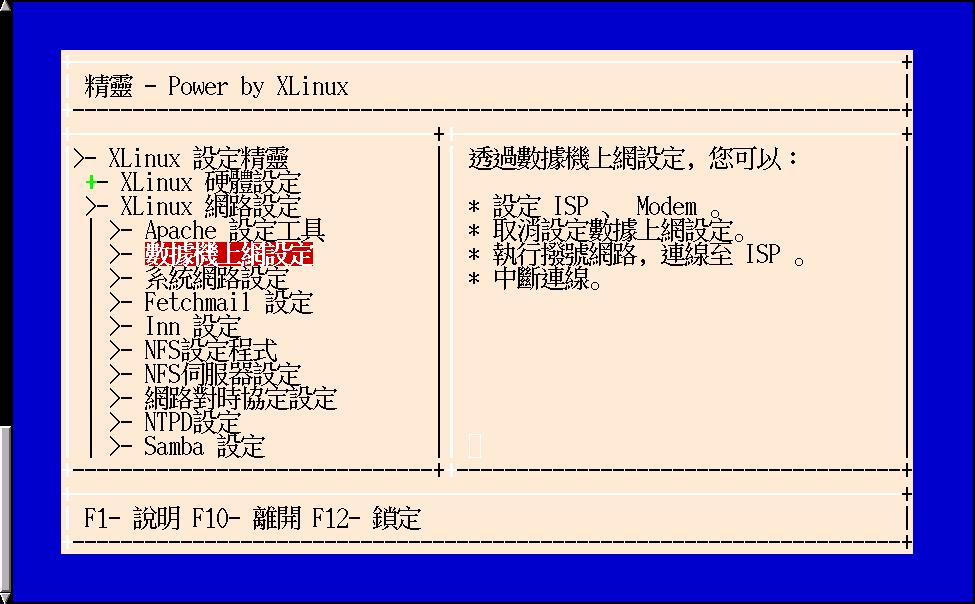 精靈 - Power by XLinux
>- XLinux 設定精靈
+- XLinux 硬體設定
>- XLinux 網路設定
>- Apache 設定工具
>- 數據機上網設定
>- 系統網路設定
>- Fetchmail 設定
>- Inn 設定
>- NFS設定程式
>- NFS伺服器設定
>- 網路對時協定設定
>- NTPD設定
>- Samba 設定
透過數據機上網設定, 您可以：
* 設定 ISP 、 Modem 。
* 取消設定數據上網設定。
* 執行撥號網路, 連線至 ISP 。
* 中斷連線。
F1- 說明 F10- 離開 F12- 鎖定